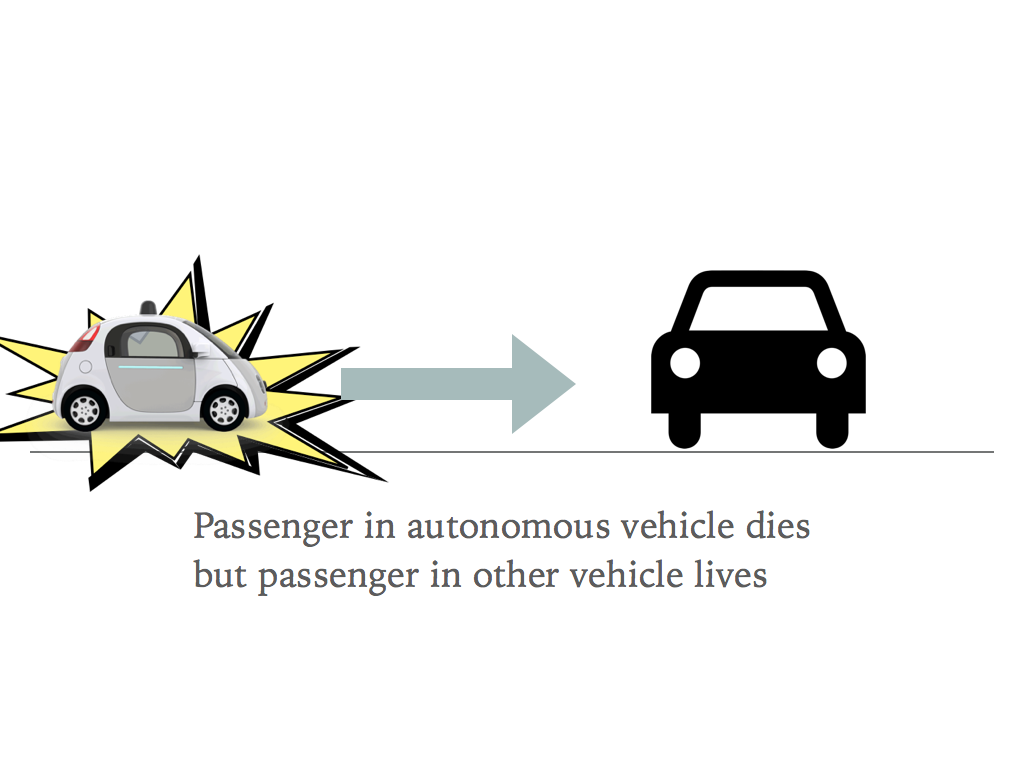 Passenger in autonomous vehicle dies
but passenger in other vehicle lives